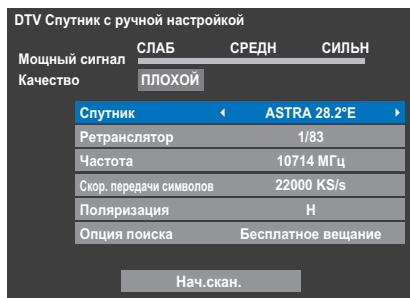 DTV Спутник с ручной настройкой
СЛАБ СРЕДН СИЛЬН
Мощный сигнал
Качество ПЛОХОЙ
Спутник ASTRA 28.2°E
Ретранслятор 1/83
Частота 10714 МГц
Скор. передачи символов 22000 KS/s
Поляризация H
Опция поиска Бесплатное вещание
Нач.скан.